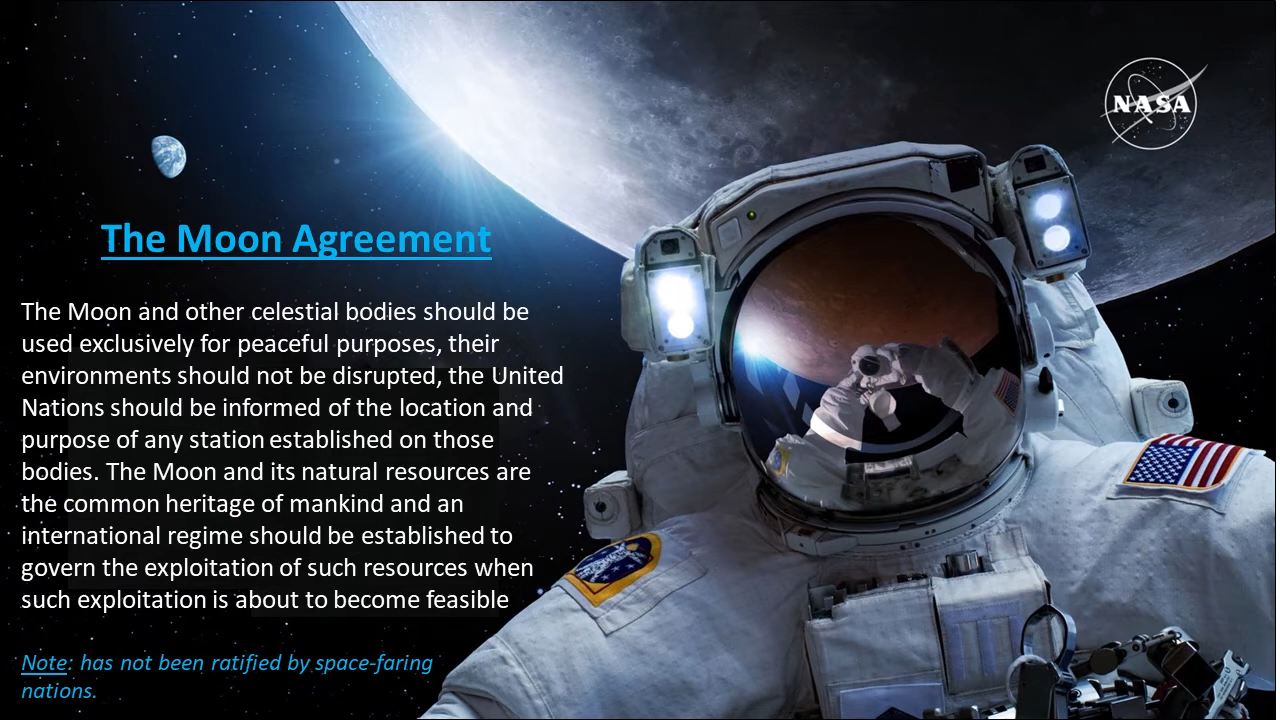 NASA
The Moon Agreement
The Moon and other celestial bodies should be
used exclusively for peaceful purposes, their
environments should not be disrupted, the United
Nations should be informed of the location and
purpose of any station established on those
bodies. The Moon and its natural resources are
the common heritage of mankind and an
international regime should be established to
govern the exploitation of such resources when
such exploitation is about to become feasible
Note: has not been ratified by space-faring
nations.